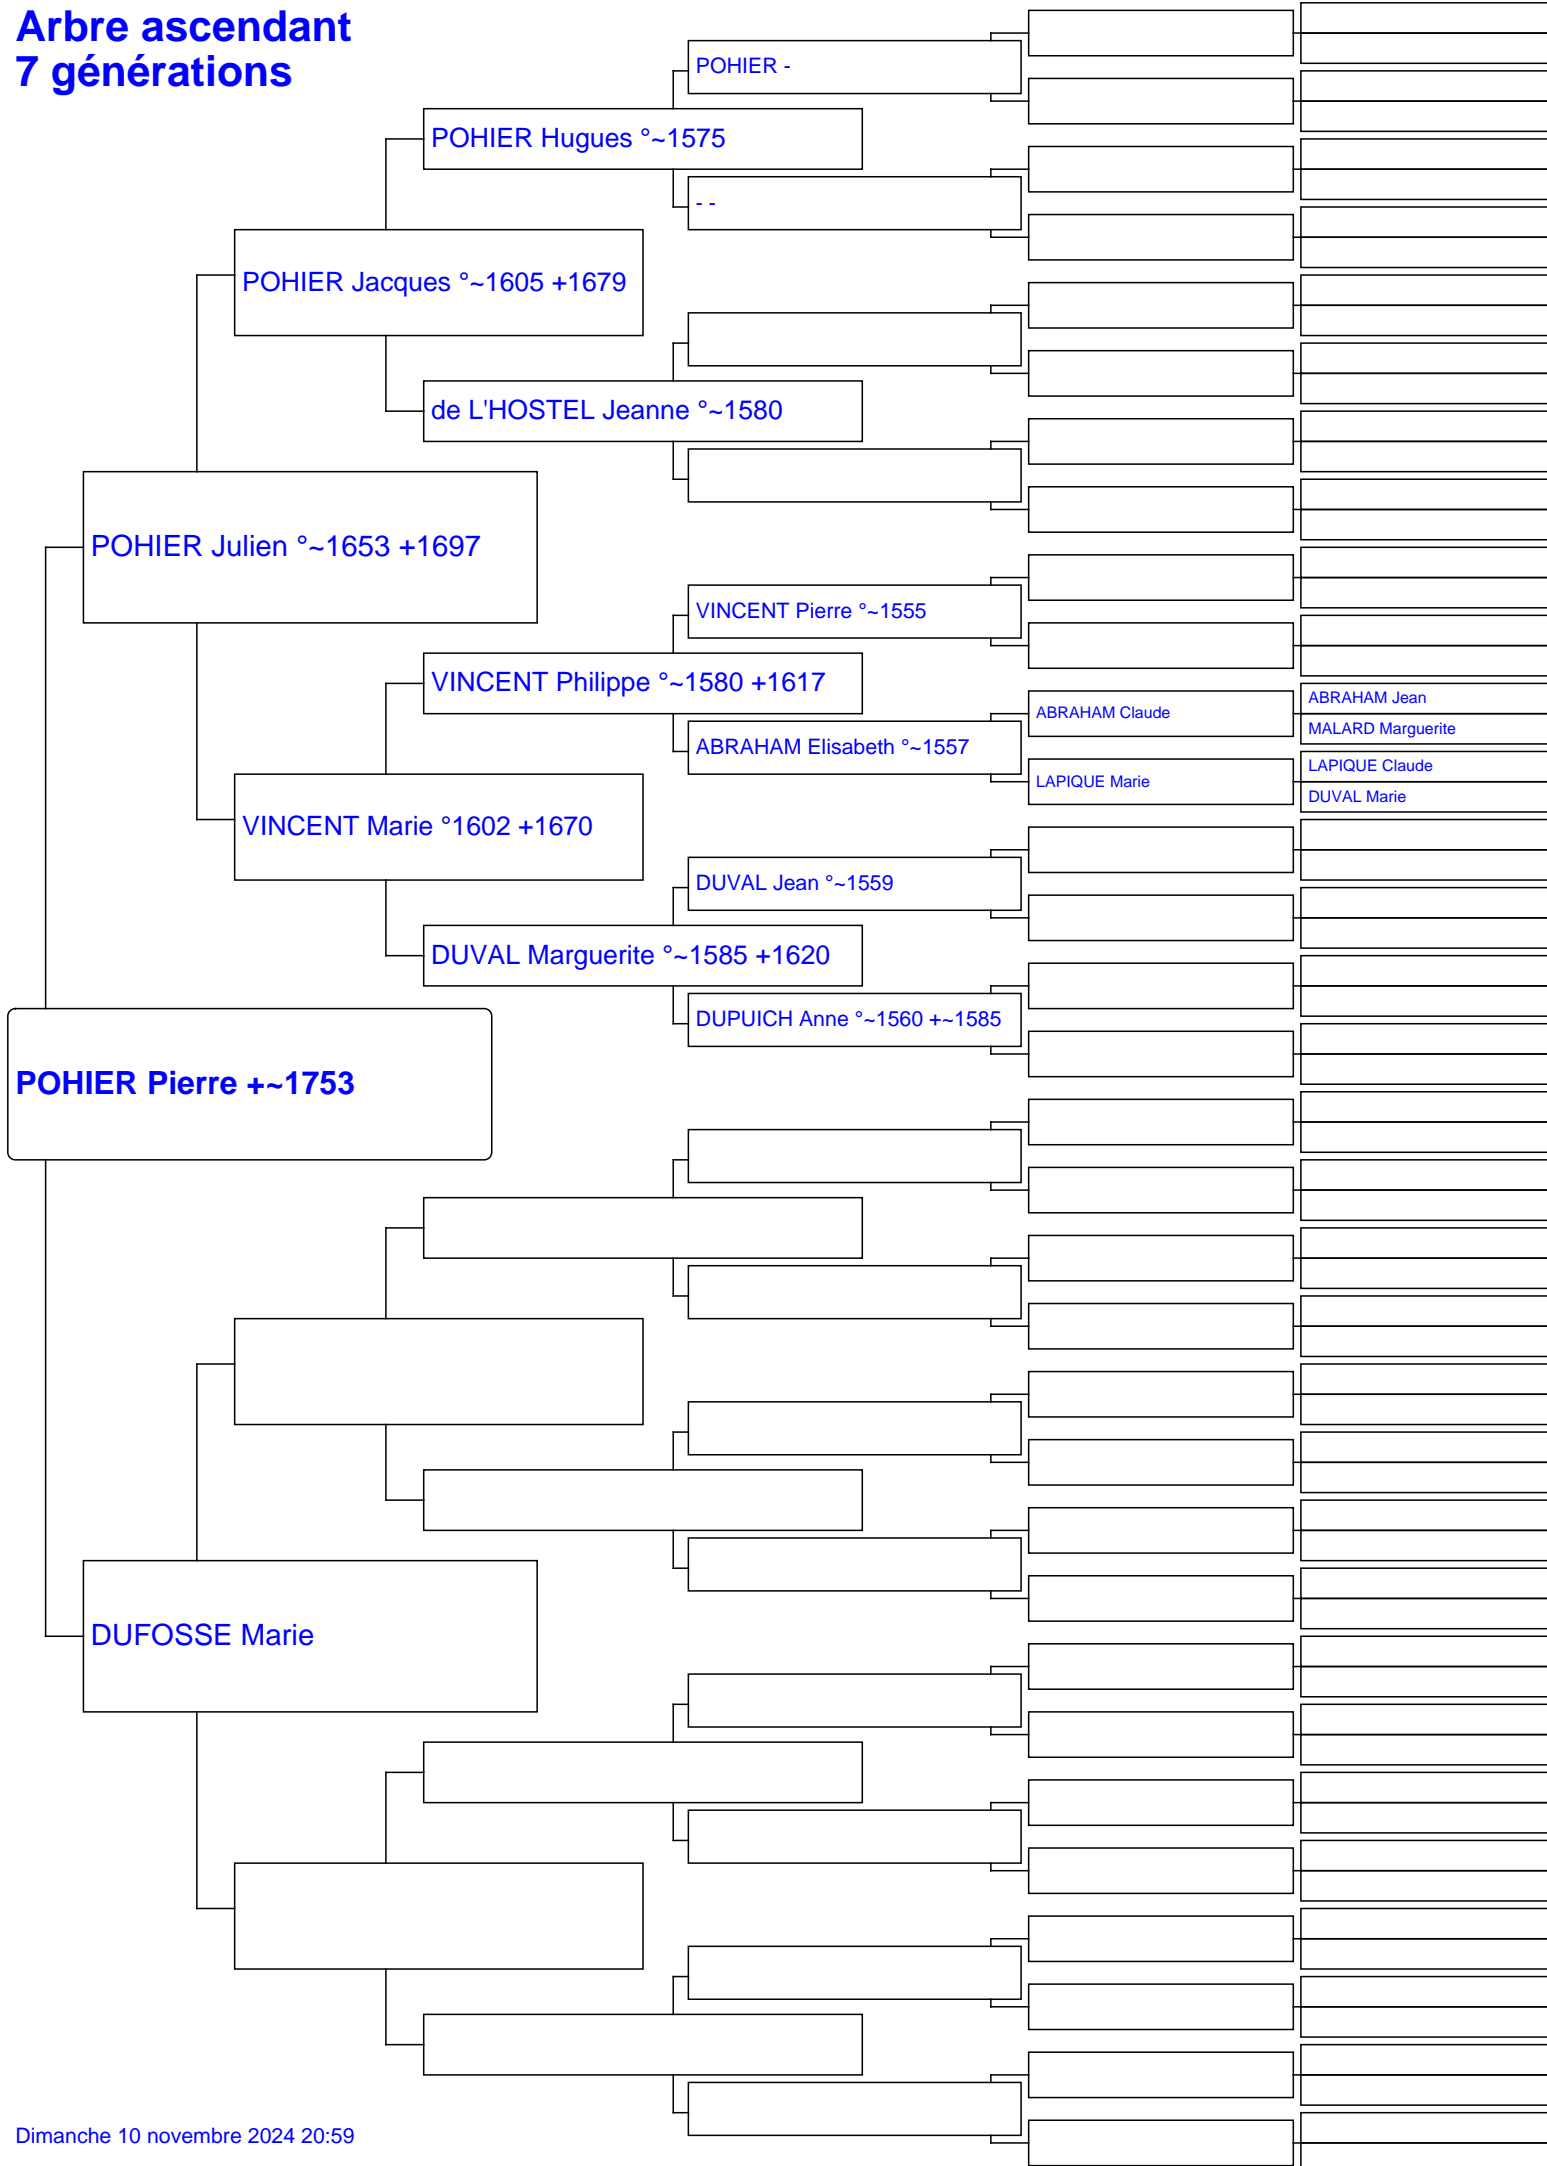 Arbre ascendant
7 générations
POHIER -
POHIER Hugues °~1575
- -
POHIER Jacques °~1605 +1679
de L'HOSTEL Jeanne °~1580
POHIER Julien °~1653 +1697
VINCENT Pierre °~1555
VINCENT Philippe °~1580 +1617
ABRAHAM Jean
ABRAHAM Claude
MALARD Marguerite
ABRAHAM Elisabeth °~1557
LAPIQUE Claude
LAPIQUE Marie
DUVAL Marie
VINCENT Marie °1602 +1670
DUVAL Jean °~1559
DUVAL Marguerite °~1585 +1620
DUPUICH Anne °~1560 +~1585
POHIER Pierre +~1753
DUFOSSE Marie
Dimanche 10 novembre 2024 20:59